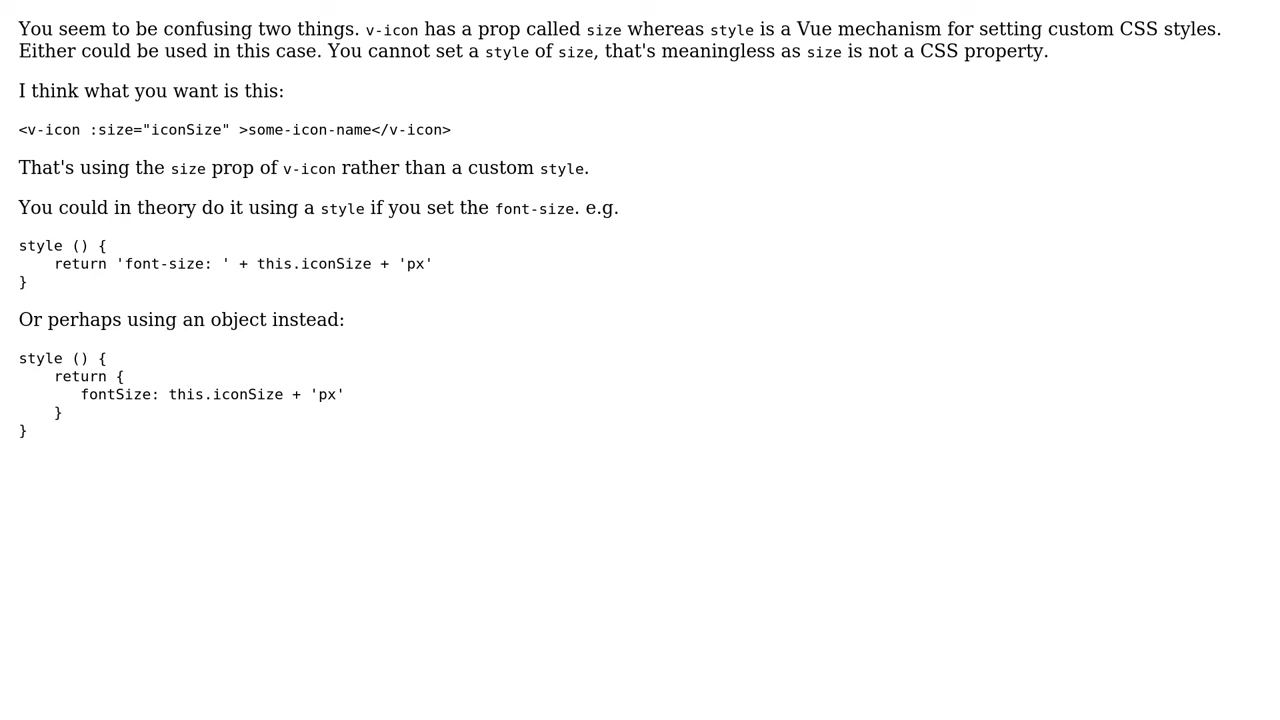 You seem to be confusing two things. v-icon has a prop called size whereas style is a Vue mechanism for setting custom CSS styles.
Either could be used in this case. You cannot set a style of size, that's meaningless as size is not a CSS property.
I think what you want is this:
<v-icon :size="iconSize" >some-icon-name</v-icon>
That's using the size prop of v-icon rather than a custom style.
You could in theory do it using a style if you set the font-size. e.g.
style () {
    return 'font-size: ' + this.iconSize + 'px'
}
Or perhaps using an object instead:
style () {
    return {
       fontSize: this.iconSize + 'px'
    }
}